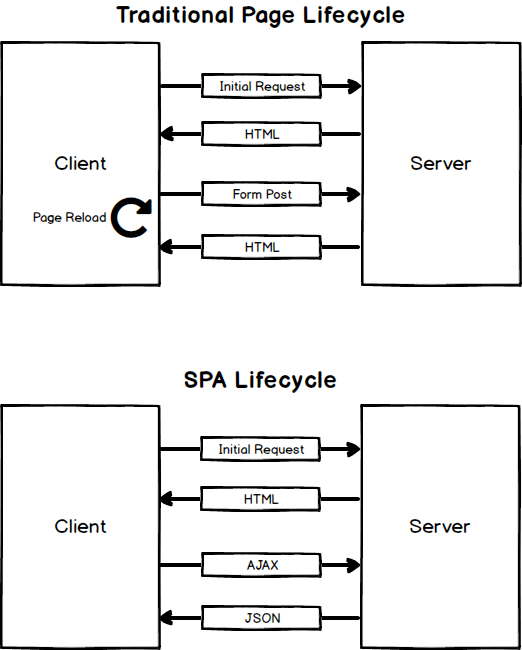 Traditional Page Lifecycle
Initial Request
HTML
Client
Server
Form Post
Page Reload
HTML
SPA Lifecycle
Initial Request
HTML
Client
Server
AJAX
JSON